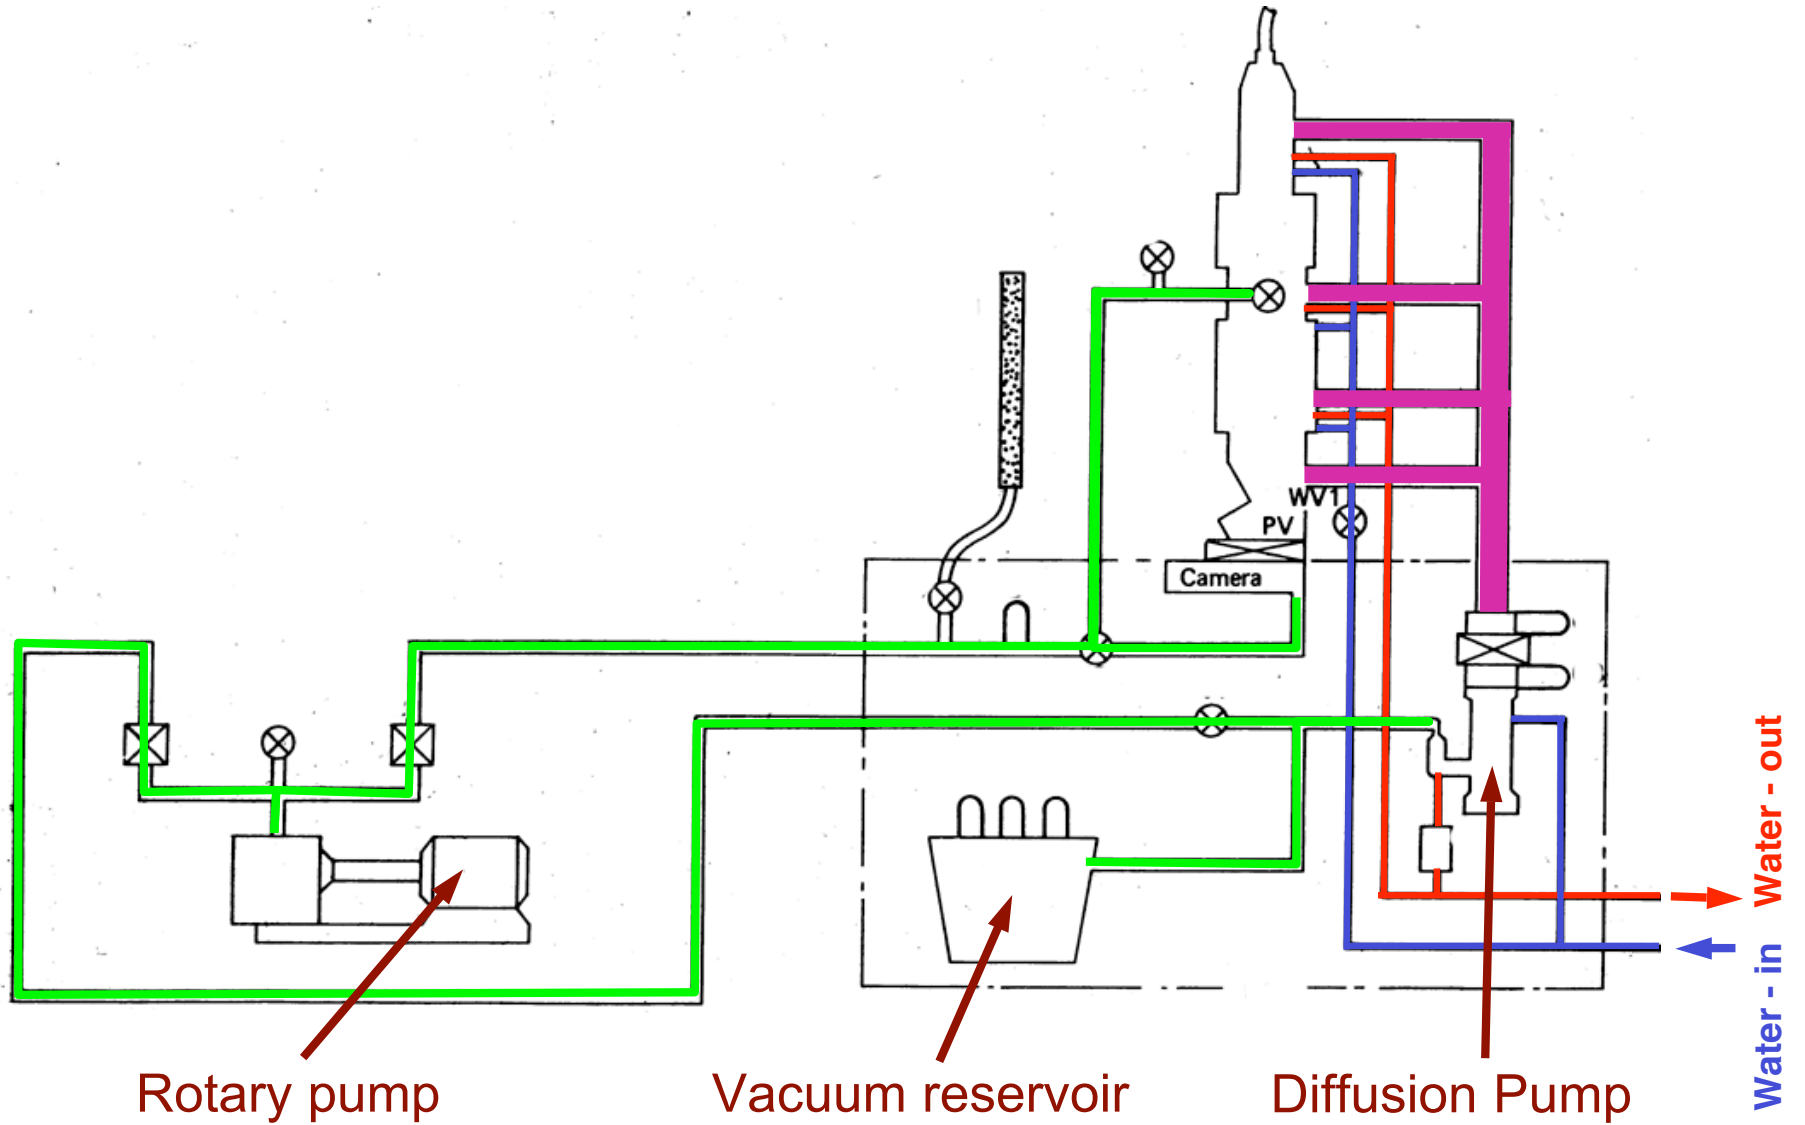 WV1
PV
Camera
Water - out
Water - in
Rotary pump
Vacuum reservoir
Diffusion Pump